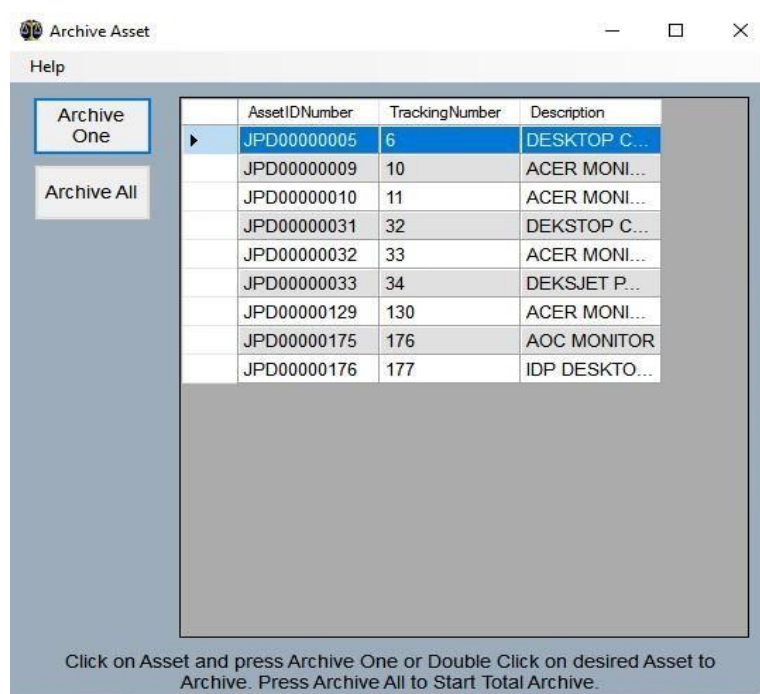 Archive Asset
Help
Archive
One
Archive All
AssetIDNumber TrackingNumber Description
JPD00000005 6 DESKTOP C...
JPD00000009 10 ACER MONI...
JPD00000010 11 ACER MONI...
JPD00000031 32 DEKSTOP C...
JPD00000032 33 ACER MONI...
JPD00000033 34 DEKSJET P...
JPD00000129 130 ACER MONI...
JPD00000175 176 AOC MONITOR
JPD00000176 177 IDP DESKTO...
Click on Asset and press Archive One or Double Click on desired Asset to
Archive. Press Archive All to Start Total Archive.